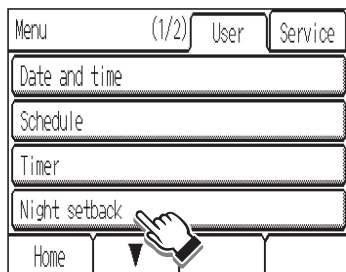 Menu (1/2) User Service
Date and time
Schedule
Timer
Night setback
Home ▼